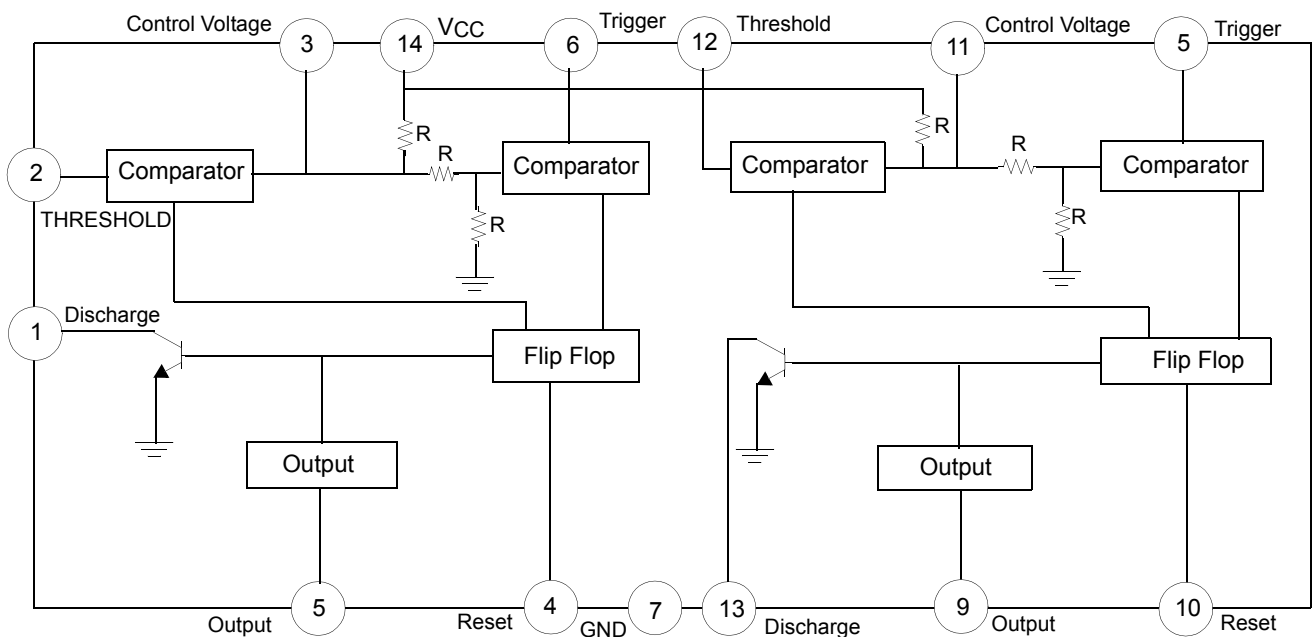 Control Voltage
3
14
VCC
6
Trigger
12
Threshold
11
Control Voltage
5
Trigger
R
R
R
R
R
R
2
THRESHOLD
Comparator
Comparator
Comparator
Comparator
1
Discharge
Flip Flop
Flip Flop
Output
Output
Output
5
Reset
4
GND
7
13
Discharge
9
Output
10
Reset